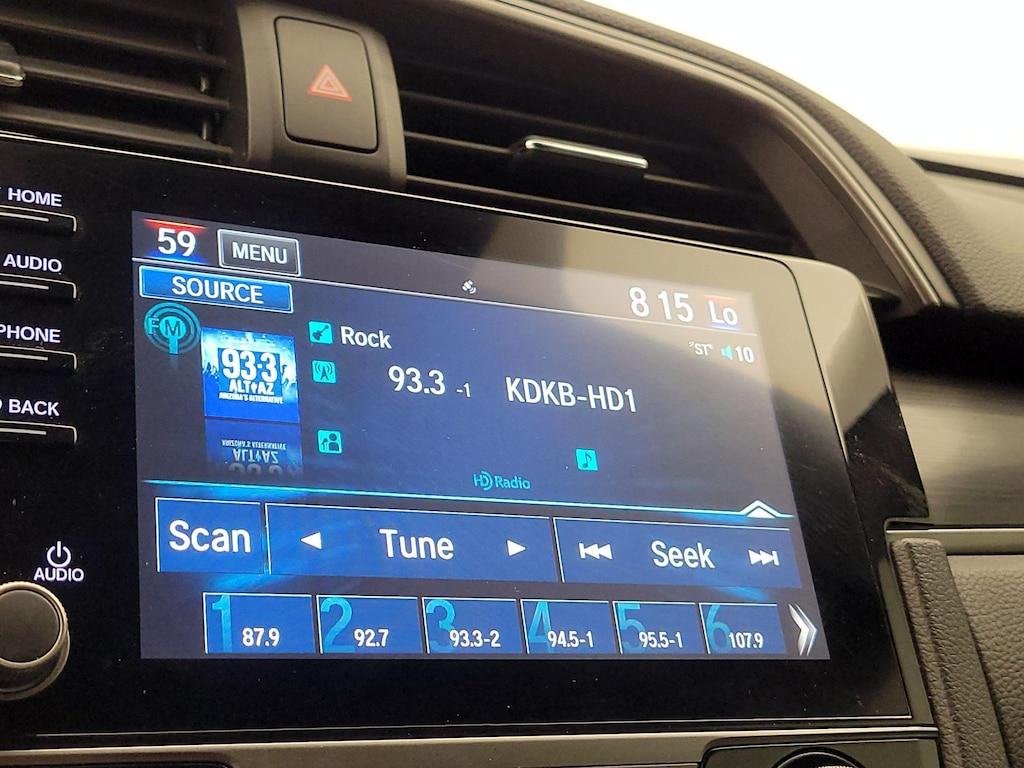 HOME
AUDIO
PHONE
BACK
AUDIO
59 MENU
8 15 Lo
SOURCE
FM
93.3
ALT AZ
ARIZONA'S ALTERNATIVE
Rock
"ST" 10
93.3 -1 KDKB-HD1
HD Radio
Scan Tune Seek
1 87.9
2 92.7
3 93.3-2
4 94.5-1
5 95.5-1
6 107.9